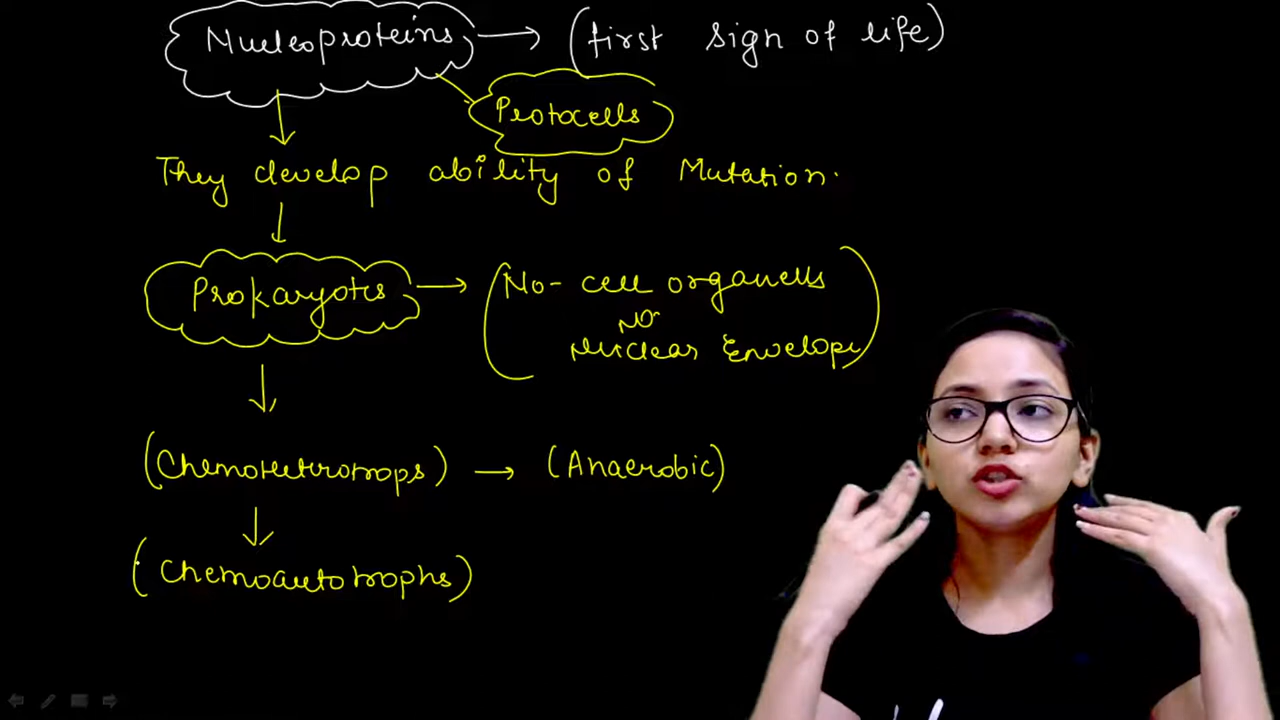 Nucleoproteins → (first sign of life)
Protocells
They develop ability of Mutation.
Prokaryotes → (No- cell organells
No
Nuclear Envelope)
(Chemohetrotrops) → (Anaerobic)
(Chemoautotrophs)